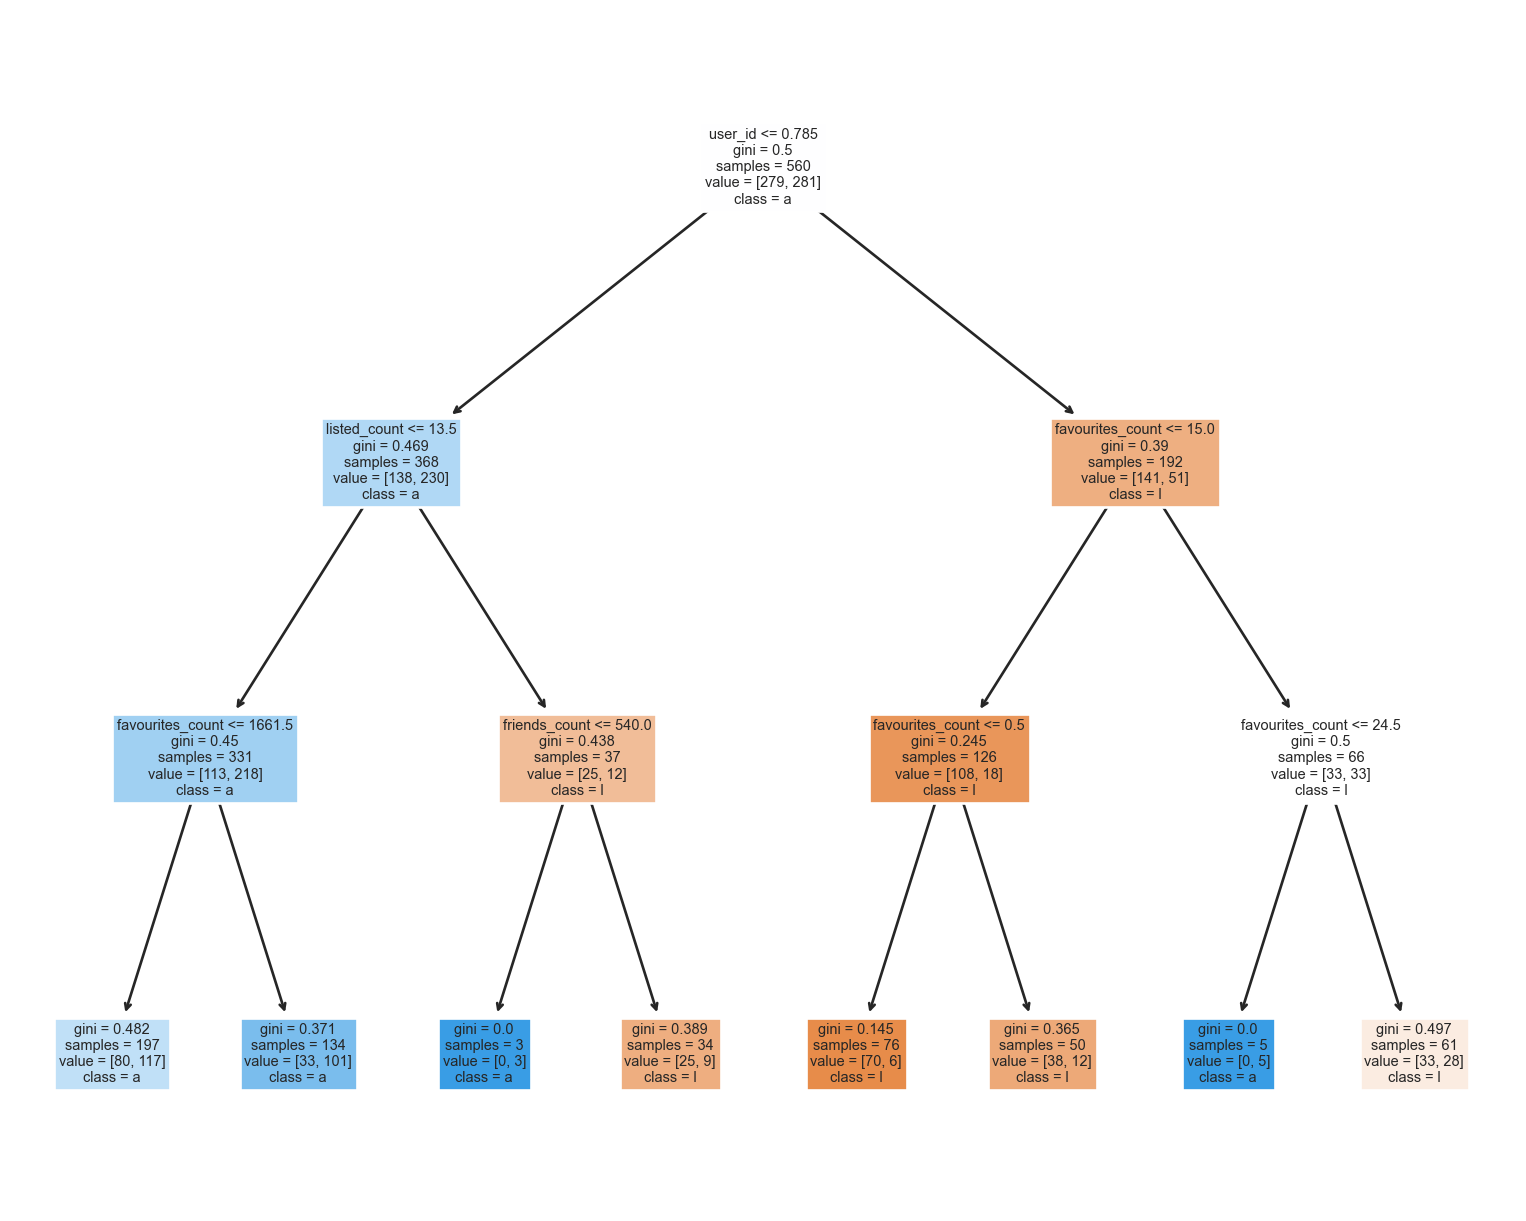 user_id <= 0.785
gini = 0.5
samples = 560
value = [279, 281]
class = a
listed_count <= 13.5
gini = 0.469
samples = 368
value = [138, 230]
class = a
favourites_count <= 15.0
gini = 0.39
samples = 192
value = [141, 51]
class = l
favourites_count <= 1661.5
gini = 0.45
samples = 331
value = [113, 218]
class = a
friends_count <= 540.0
gini = 0.438
samples = 37
value = [25, 12]
class = l
favourites_count <= 0.5
gini = 0.245
samples = 126
value = [108, 18]
class = l
favourites_count <= 24.5
gini = 0.5
samples = 66
value = [33, 33]
class = l
gini = 0.482
samples = 197
value = [80, 117]
class = a
gini = 0.371
samples = 134
value = [33, 101]
class = a
gini = 0.0
samples = 3
value = [0, 3]
class = a
gini = 0.389
samples = 34
value = [25, 9]
class = l
gini = 0.145
samples = 76
value = [70, 6]
class = l
gini = 0.365
samples = 50
value = [38, 12]
class = l
gini = 0.0
samples = 5
value = [0, 5]
class = a
gini = 0.497
samples = 61
value = [33, 28]
class = l